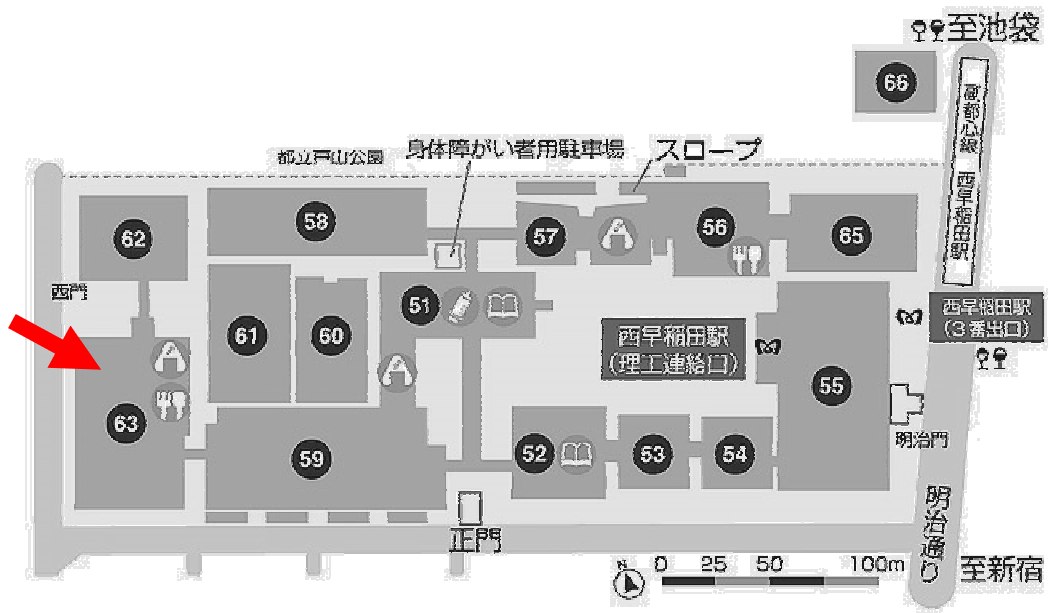 至池袋
66
副都心線 西早稲田駅
都立戸山公園
身体障がい者用駐車場
スロープ
62
58
57
56
65
西門
51
61
60
西早稲田駅
(理工連絡口)
西早稲田駅
(3番出口)
55
63
59
52
53
54
明治門
正門
明治通り
N
0 25 50 100m
至新宿